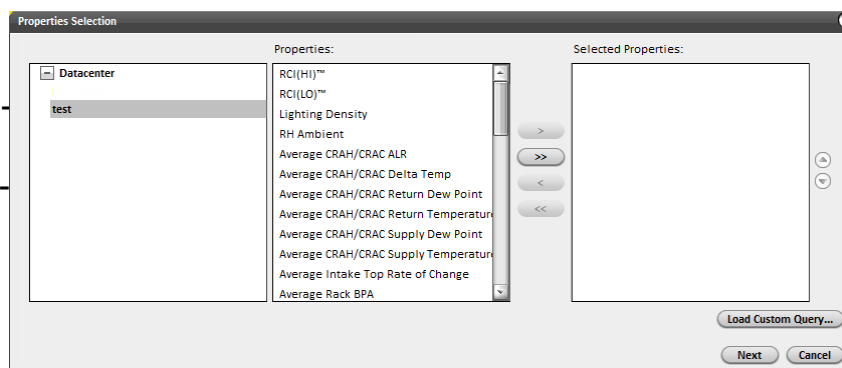 Properties Selection
Properties:
Selected Properties:
Datacenter
test
RCI(HI)™
RCI(LO)™
Lighting Density
RH Ambient
Average CRAH/CRAC ALR
Average CRAH/CRAC Delta Temp
Average CRAH/CRAC Return Dew Point
Average CRAH/CRAC Return Temperature
Average CRAH/CRAC Supply Dew Point
Average CRAH/CRAC Supply Temperature
Average Intake Top Rate of Change
Average Rack BPA
>
>>
<
<<
Load Custom Query...
Next
Cancel